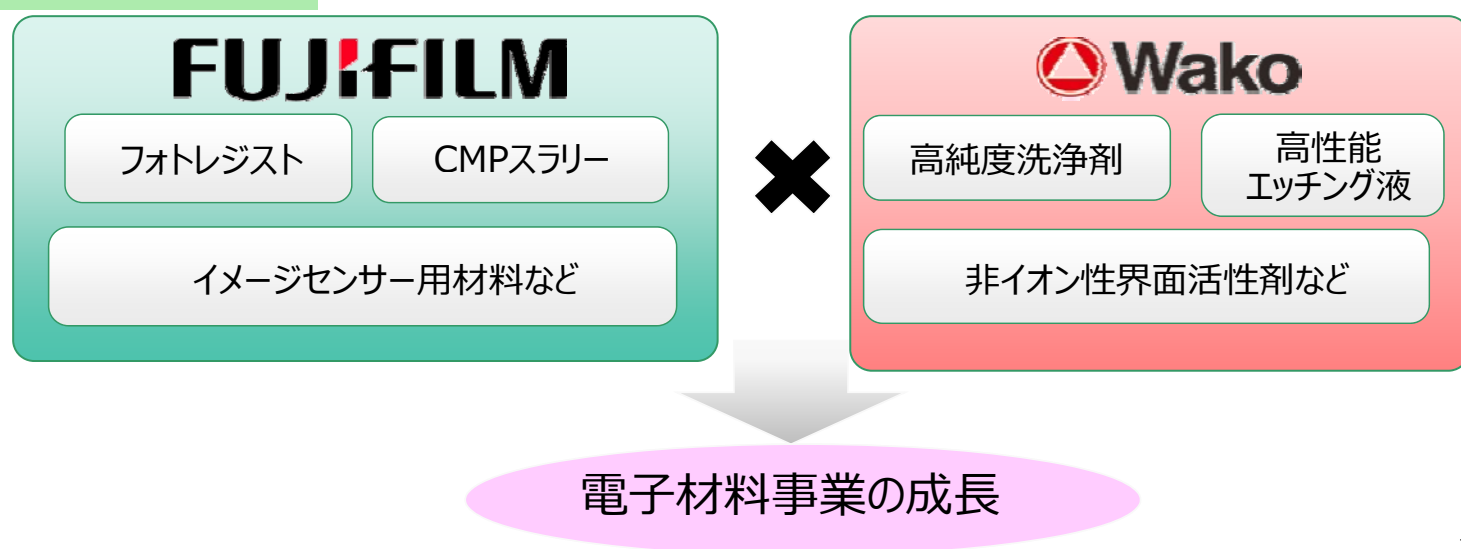 FUJIFILM
フォトレジスト
CMPスラリー
イメージセンサー用材料など
Wako
高純度洗浄剤
高性能
エッチング液
非イオン性界面活性剤など
電子材料事業の成長